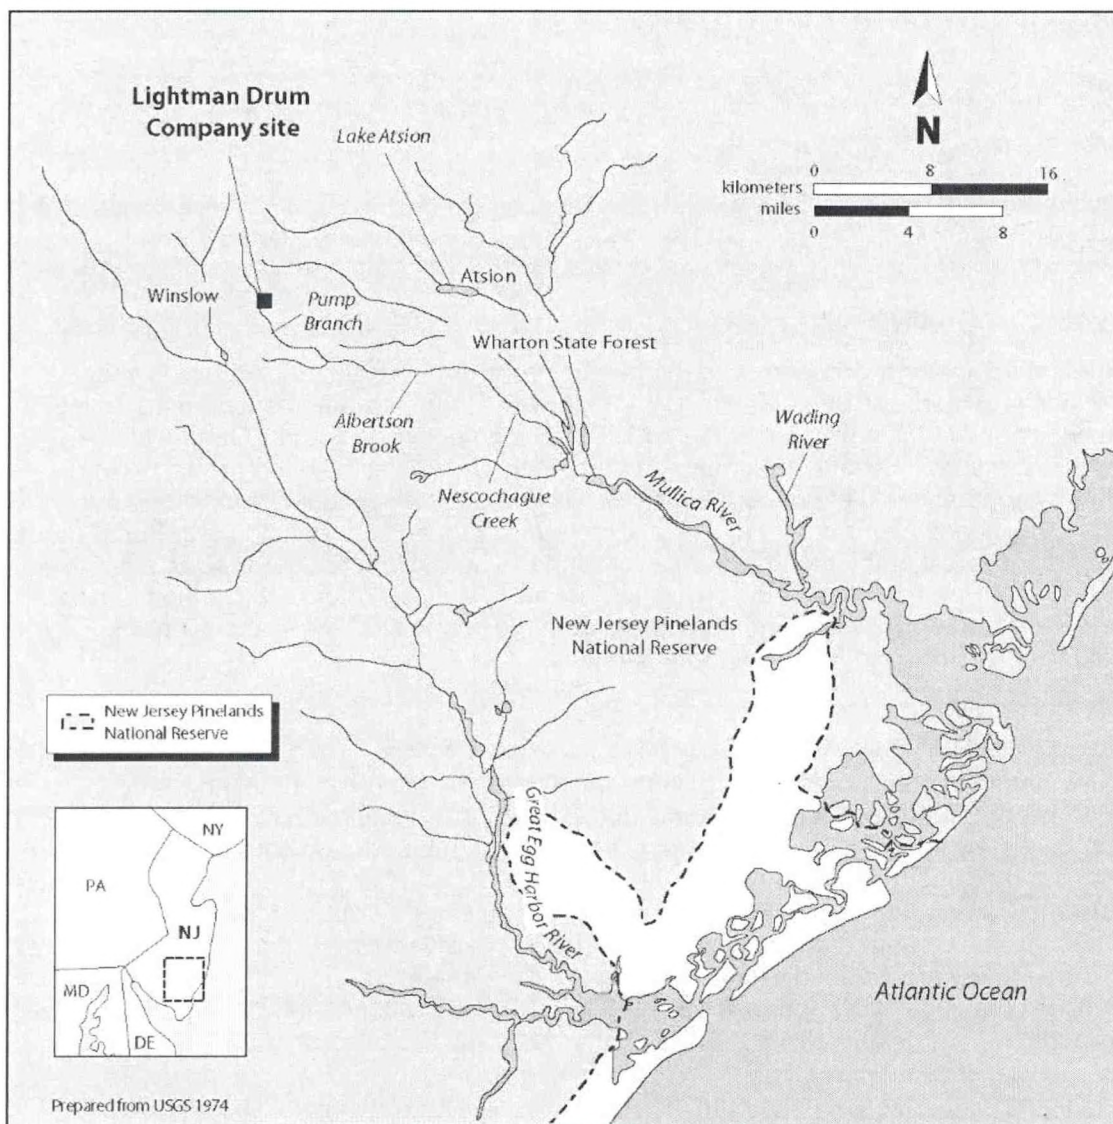 Lightman Drum
Company site
Lake Atsion
N
0 8 16
kilometers
miles
0 4 8
Winslow
Pump
Branch
Atsion
Wharton State Forest
Albertson
Brook
Nescochague
Creek
Wading
River
Mullica River
New Jersey Pinelands
National Reserve
New Jersey Pinelands
National Reserve
Great Egg Harbor River
NY
PA
NJ
MD
DE
Atlantic Ocean
Prepared from USGS 1974